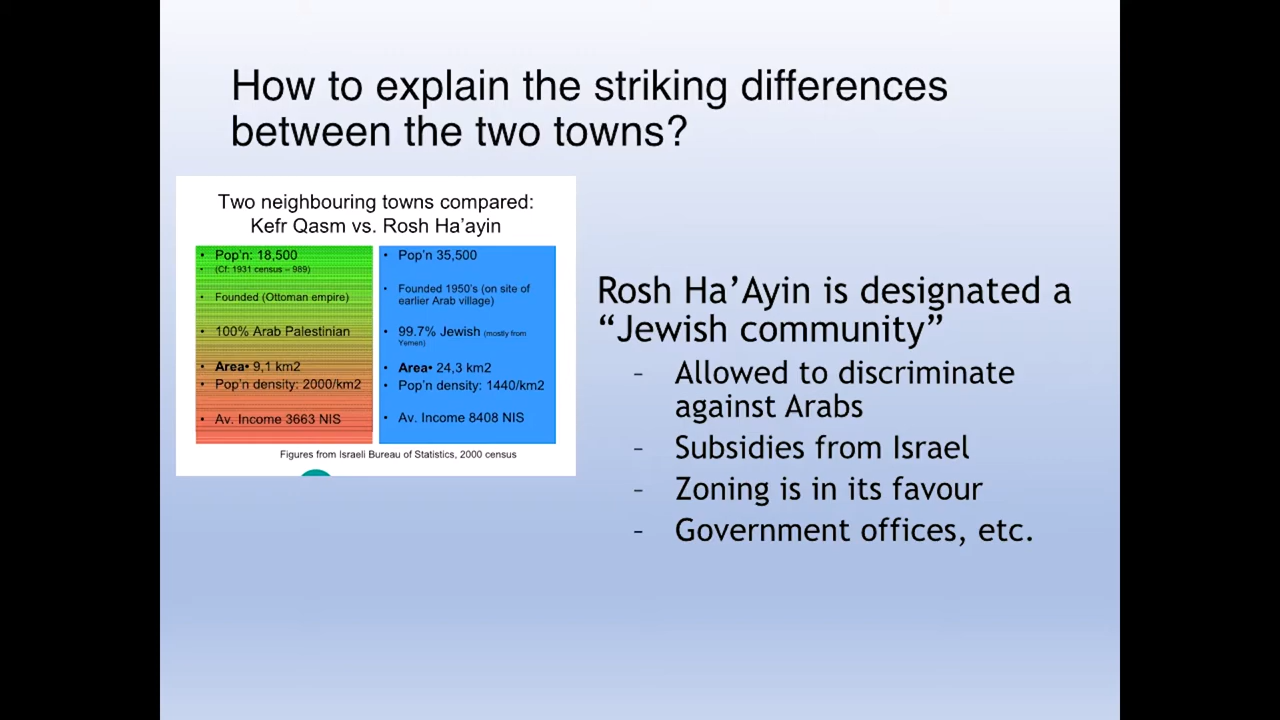 How to explain the striking differences
between the two towns?
Two neighbouring towns compared:
Kefr Qasm vs. Rosh Ha’ayin
• Pop’n: 18,500
• (Cf: 1931 census – 989)
• Founded (Ottoman empire)
• 100% Arab Palestinian
• Area• 9,1 km2
• Pop’n density: 2000/km2
• Av. Income 3663 NIS
• Pop’n 35,500
• Founded 1950’s (on site of
earlier Arab village)
• 99.7% Jewish (mostly from
Yemen)
• Area• 24,3 km2
• Pop’n density: 1440/km2
• Av. Income 8408 NIS
Figures from Israeli Bureau of Statistics, 2000 census
Rosh Ha’Ayin is designated a
“Jewish community”
– Allowed to discriminate
against Arabs
– Subsidies from Israel
– Zoning is in its favour
– Government offices, etc.